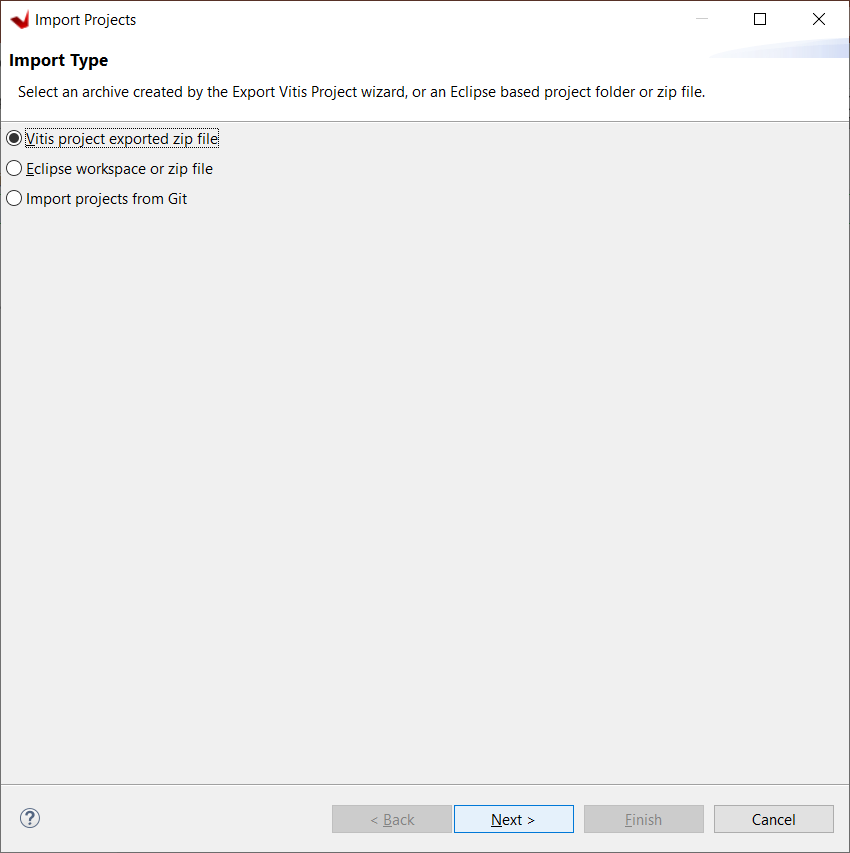 Import Projects
Import Type
Select an archive created by the Export Vitis Project wizard, or an Eclipse based project folder or zip file.
Vitis project exported zip file
Eclipse workspace or zip file
Import projects from Git
?
< Back Next > Finish Cancel